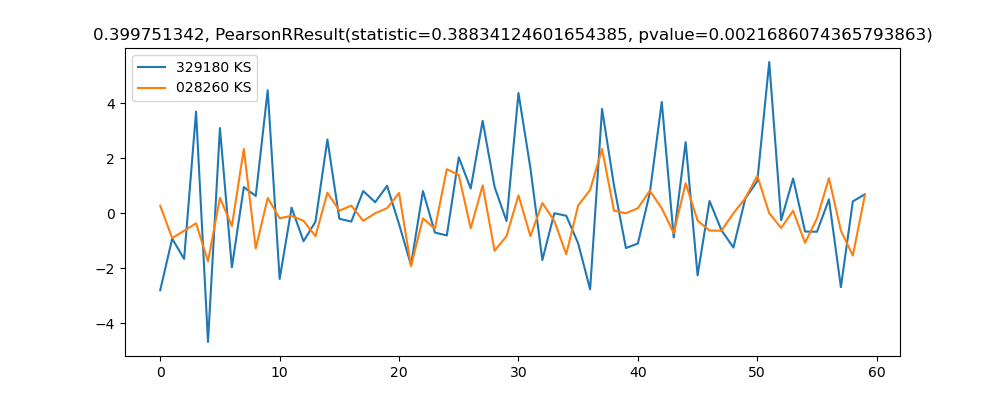 0.399751342, PearsonRResult(statistic=0.38834124601654385, pvalue=0.0021686074365793863)
329180 KS
028260 KS
4
2
0
−2
−4
0 10 20 30 40 50 60